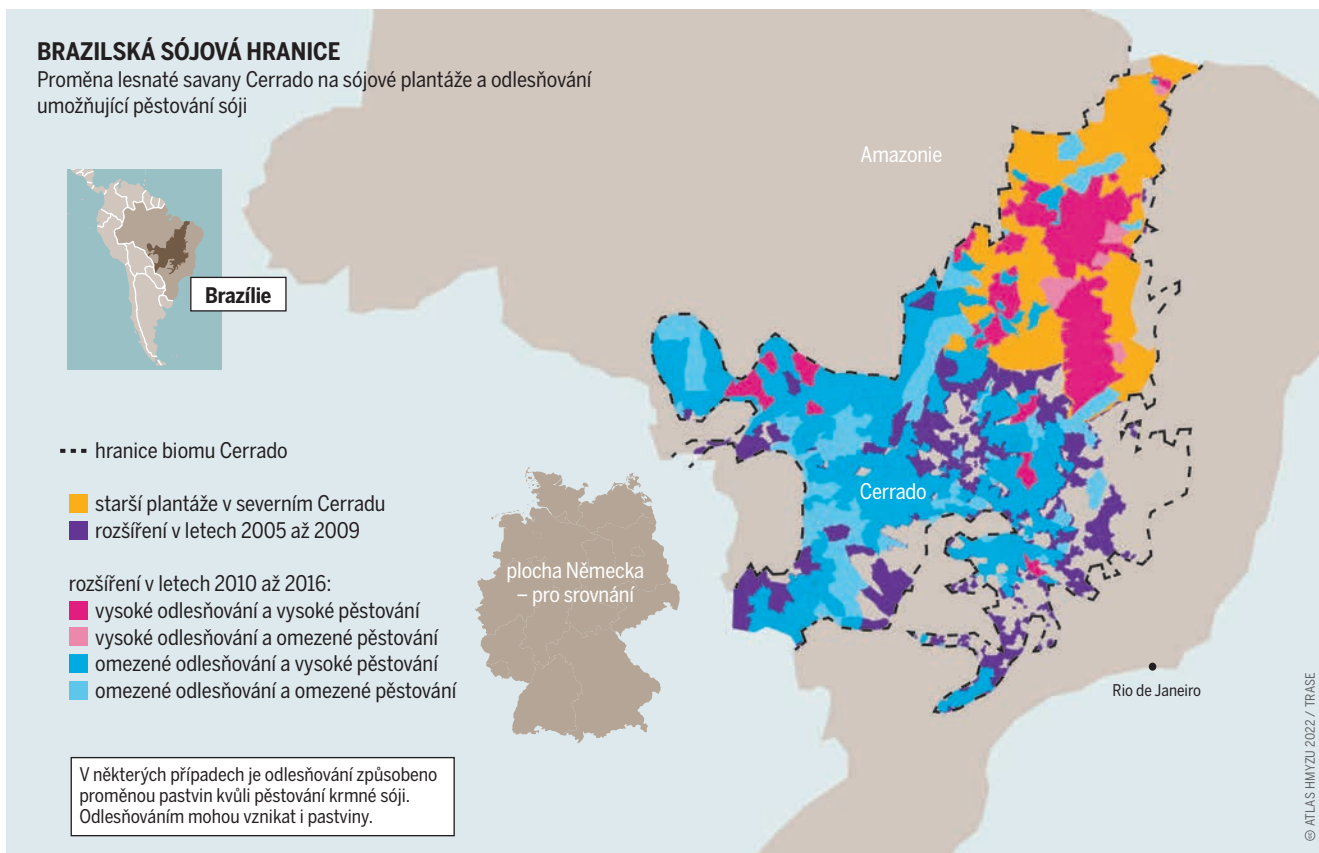 BRAZILSKÁ SÓJOVÁ HRANICE
Proměna lesnaté savany Cerrado na sójové plantáže a odlesňování
umožňující pěstování sóji
Amazonie
Brazílie
hranice biomu Cerrado
starší plantáže v severním Cerradu
rozšíření v letech 2005 až 2009
rozšíření v letech 2010 až 2016:
vysoké odlesňování a vysoké pěstování
vysoké odlesňování a omezené pěstování
omezené odlesňování a vysoké pěstování
omezené odlesňování a omezené pěstování
plocha Německa
– pro srovnání
Cerrado
Rio de Janeiro
V některých případech je odlesňování způsobeno
proměnou pastvin kvůli pěstování krmné sóji.
Odlesňováním mohou vznikat i pastviny.
© ATLAS HMYZU 2022 / TRASE